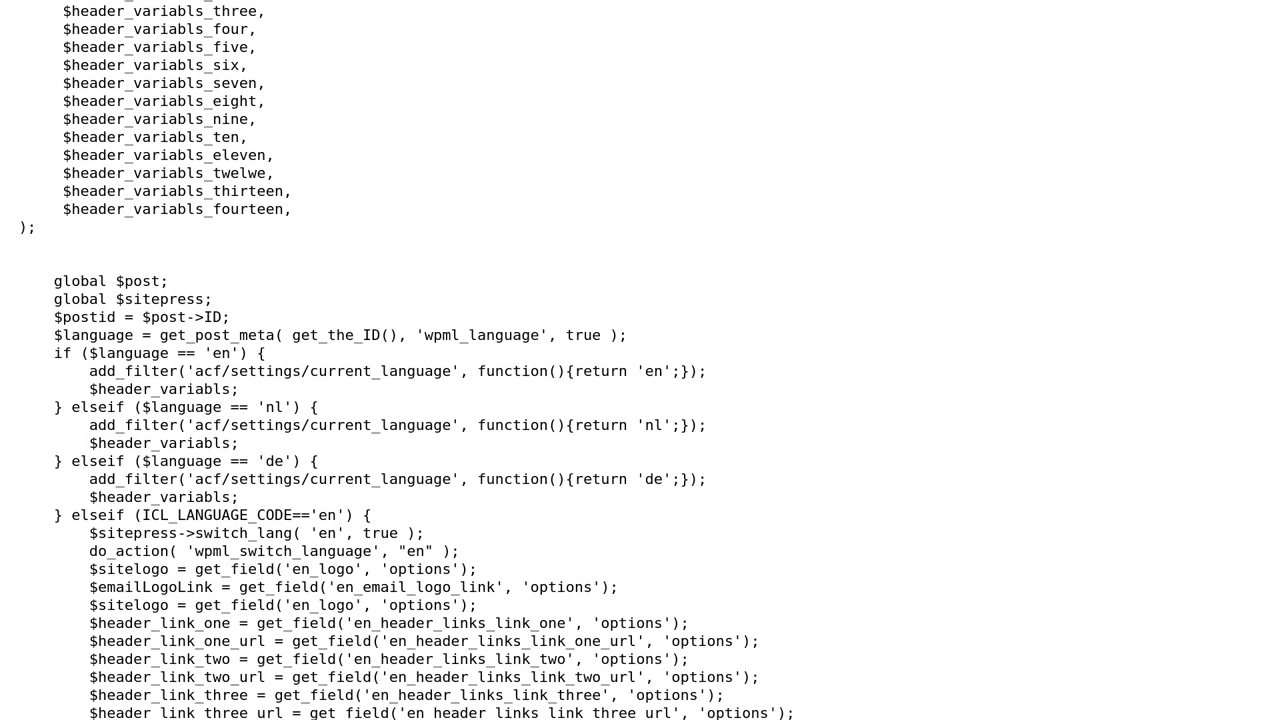 $header_variabls_three,
$header_variabls_four,
$header_variabls_five,
$header_variabls_six,
$header_variabls_seven,
$header_variabls_eight,
$header_variabls_nine,
$header_variabls_ten,
$header_variabls_eleven,
$header_variabls_twelwe,
$header_variabls_thirteen,
$header_variabls_fourteen,
);
global $post;
global $sitepress;
$postid = $post->ID;
$language = get_post_meta( get_the_ID(), 'wpml_language', true );
if ($language == 'en') {
add_filter('acf/settings/current_language', function(){return 'en';});
$header_variabls;
} elseif ($language == 'nl') {
add_filter('acf/settings/current_language', function(){return 'nl';});
$header_variabls;
} elseif ($language == 'de') {
add_filter('acf/settings/current_language', function(){return 'de';});
$header_variabls;
} elseif (ICL_LANGUAGE_CODE=='en') {
$sitepress->switch_lang( 'en', true );
do_action( 'wpml_switch_language', "en" );
$sitelogo = get_field('en_logo', 'options');
$emailLogoLink = get_field('en_email_logo_link', 'options');
$sitelogo = get_field('en_logo', 'options');
$header_link_one = get_field('en_header_links_link_one', 'options');
$header_link_one_url = get_field('en_header_links_link_one_url', 'options');
$header_link_two = get_field('en_header_links_link_two', 'options');
$header_link_two_url = get_field('en_header_links_link_two_url', 'options');
$header_link_three = get_field('en_header_links_link_three', 'options');
$header_link_three_url = get_field('en_header_links_link_three_url', 'options');